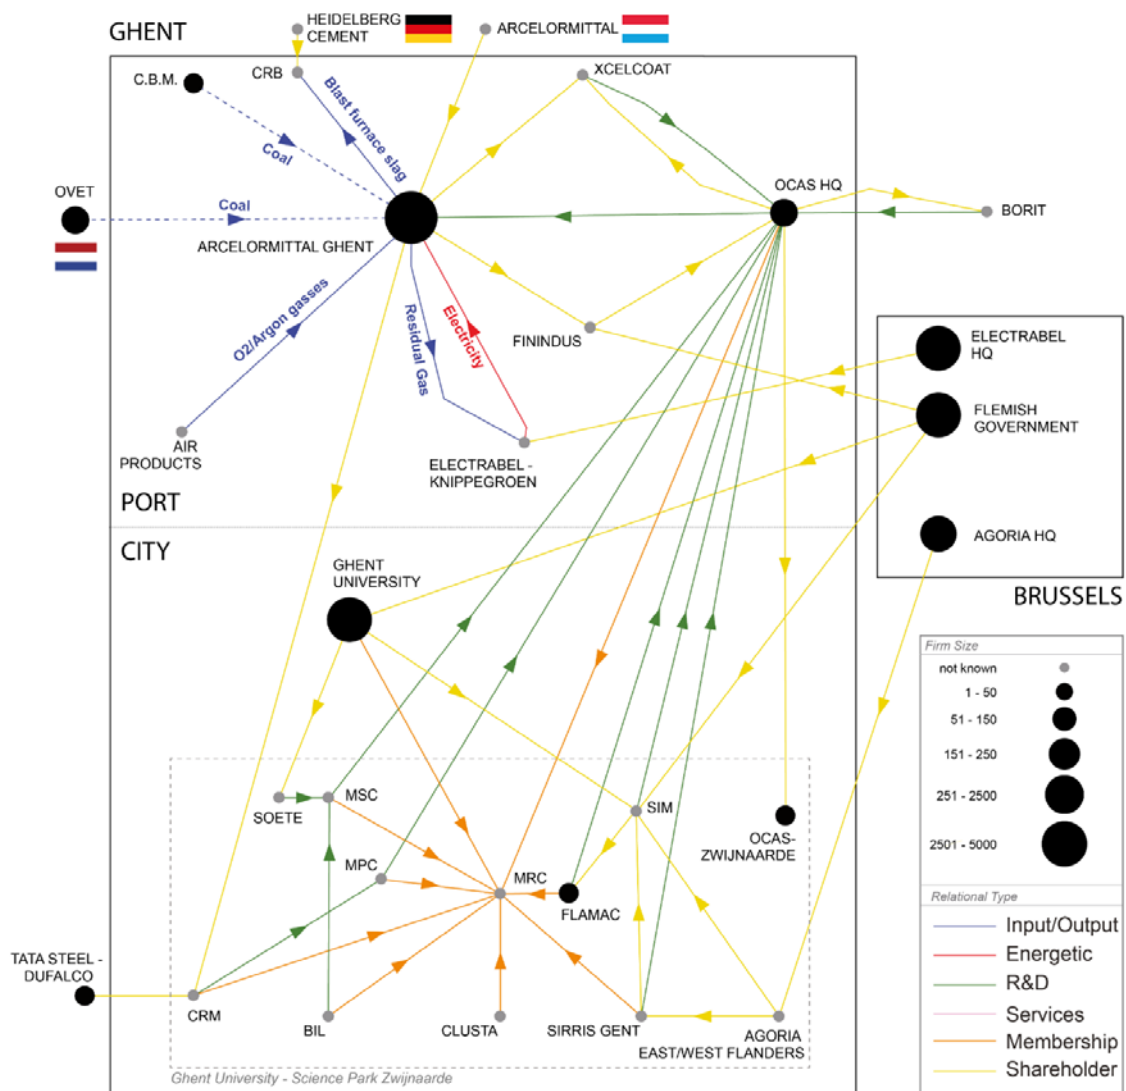 GHENT
HEIDELBERG
CEMENT
ARCELORMITTAL
C.B.M.
CRB
XCELCOAT
Blast furnace slag
Coal
OVET
Coal
OCAS HQ
BORIT
ARCELORMITTAL GHENT
O2/Argon gasses
Residual Gas
Electricity
FININDUS
ELECTRABEL
HQ
FLEMISH
GOVERNMENT
AIR
PRODUCTS
ELECTRABEL -
KNIPPEGROEN
PORT
CITY
AGORIA HQ
BRUSSELS
GHENT
UNIVERSITY
Firm Size
not known
1 - 50
51 - 150
151 - 250
251 - 2500
2501 - 5000
SOETE
MSC
SIM
OCAS-
ZWIJNAARDE
MPC
MRC
FLAMAC
TATA STEEL -
DUFALCO
CRM
BIL
CLUSTA
SIRRIS GENT
AGORIA
EAST/WEST FLANDERS
Ghent University - Science Park Zwijnaarde
Relational Type
Input/Output
Energetic
R&D
Services
Membership
Shareholder